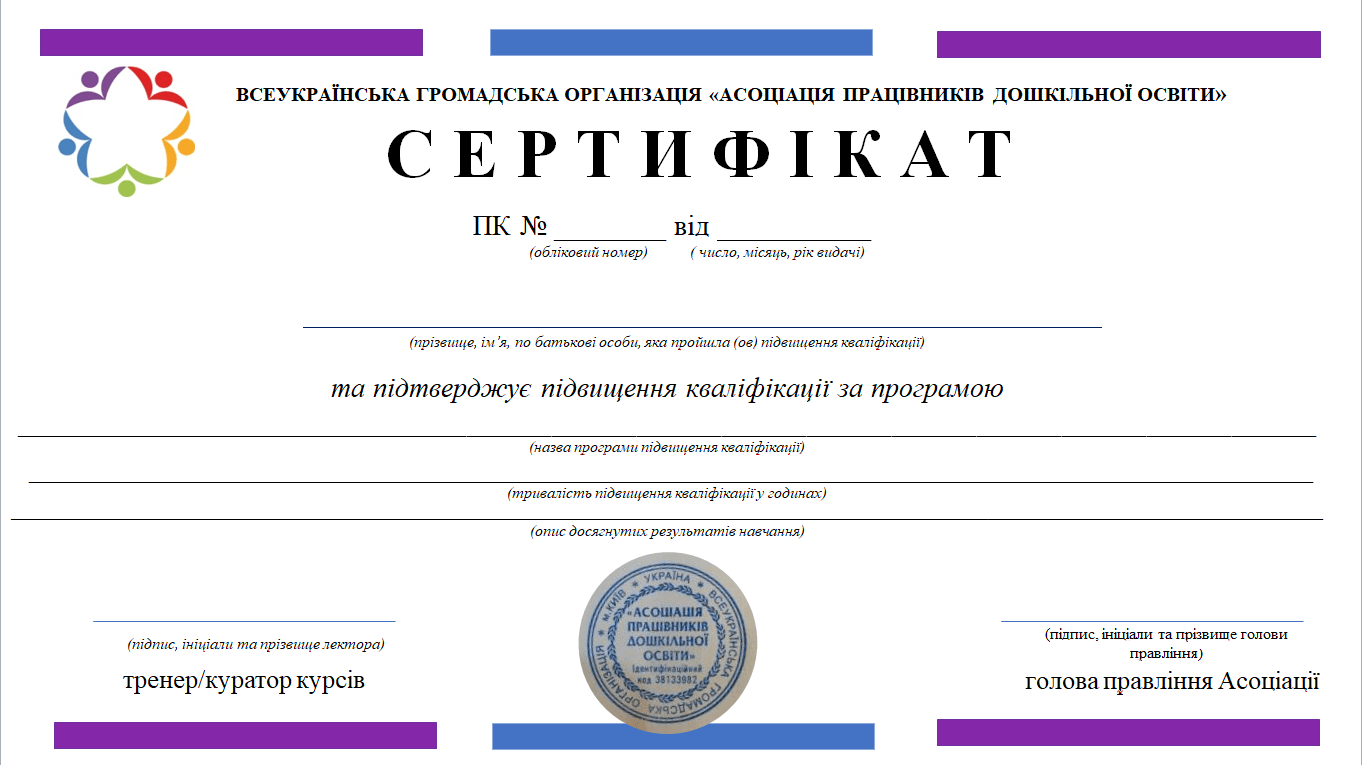 ВСЕУКРАЇНСЬКА ГРОМАДСЬКА ОРГАНІЗАЦІЯ «АСОЦІАЦІЯ ПРАЦІВНИКІВ ДОШКІЛЬНОЇ ОСВІТИ»
С Е Р Т И Ф І К А Т
ПК № ________ від ___________
(обліковий номер) ( число, місяць, рік видачі)
(прізвище, ім’я, по батькові особи, яка пройшла (ов) підвищення кваліфікації)
та підтверджує підвищення кваліфікації за програмою
(назва програми підвищення кваліфікації)
(тривалість підвищення кваліфікації у годинах)
(опис досягнутих результатів навчання)
(підпис, ініціали та прізвище лектора)
тренер/куратор курсів
* УКРАЇНА * ВСЕУКРАЇНСЬКА ГРОМАДСЬКА ОРГАНІЗАЦІЯ * м.КИЇВ
«АСОЦІАЦІЯ
ПРАЦІВНИКІВ
ДОШКІЛЬНОЇ
ОСВІТИ»
Ідентифікаційний
код 38133982
(підпис, ініціали та прізвище голови
правління)
голова правління Асоціації